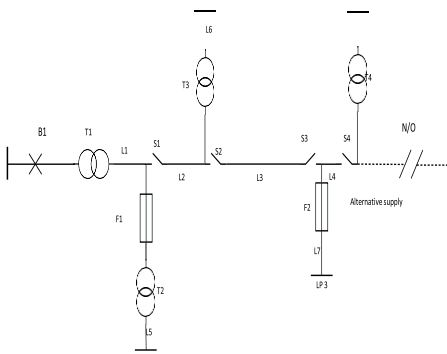 L6
T3
T4
B1
T1
L1
S1
S2
S3
S4
N/O
L2
L3
L4
F1
F2
Alternative supply
L7
LP 3
T2
L5